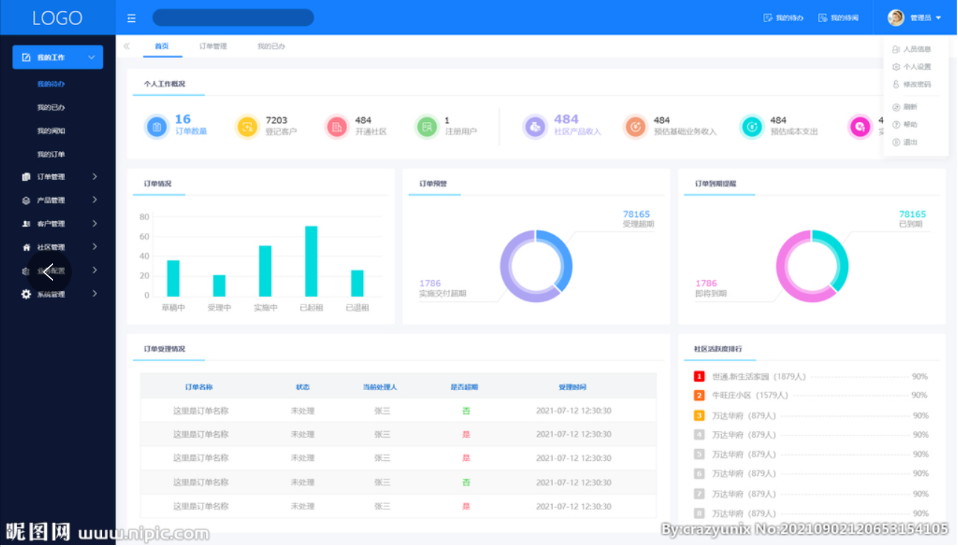 LOGO
我的待办 我的待阅 管理员
我的工作
首页 订单管理 我的已办
人员信息
个人设置
修改密码
刷新
帮助
退出
我的待办
我的已办
我的阅知
我的订单
订单管理
产品管理
客户管理
社区管理
配置
系统管理
个人工作概况
16 订单数量
7203 登记客户
484 开通社区
1 注册用户
484 社区产品收入
484 预估基础业务收入
484 预估成本支出
订单情况
80
60
40
20
0
草稿中 受理中 实施中 已起租 已退租
订单预警
78165
受理超期
1786
实施交付超期
订单到期提醒
78165
已到期
1786
即将到期
订单受理情况
订单名称 状态 当前处理人 是否超期 受理时间
这里是订单名称 未处理 张三 否 2021-07-12 12:30:30
这里是订单名称 未处理 张三 是 2021-07-12 12:30:30
这里是订单名称 未处理 张三 是 2021-07-12 12:30:30
这里是订单名称 未处理 张三 否 2021-07-12 12:30:30
这里是订单名称 未处理 张三 是 2021-07-12 12:30:30
社区活跃度排行
1 世通.新生活家园（1879人） 90%
2 牛旺庄小区（1579人） 90%
3 万达华府（879人） 90%
4 万达华府（879人） 90%
5 万达华府（879人） 90%
6 万达华府（879人） 90%
7 万达华府（879人） 90%
8 万达华府（879人） 90%
昵图网 www.nipic.com
By:crazyunix No:20210902120653154105